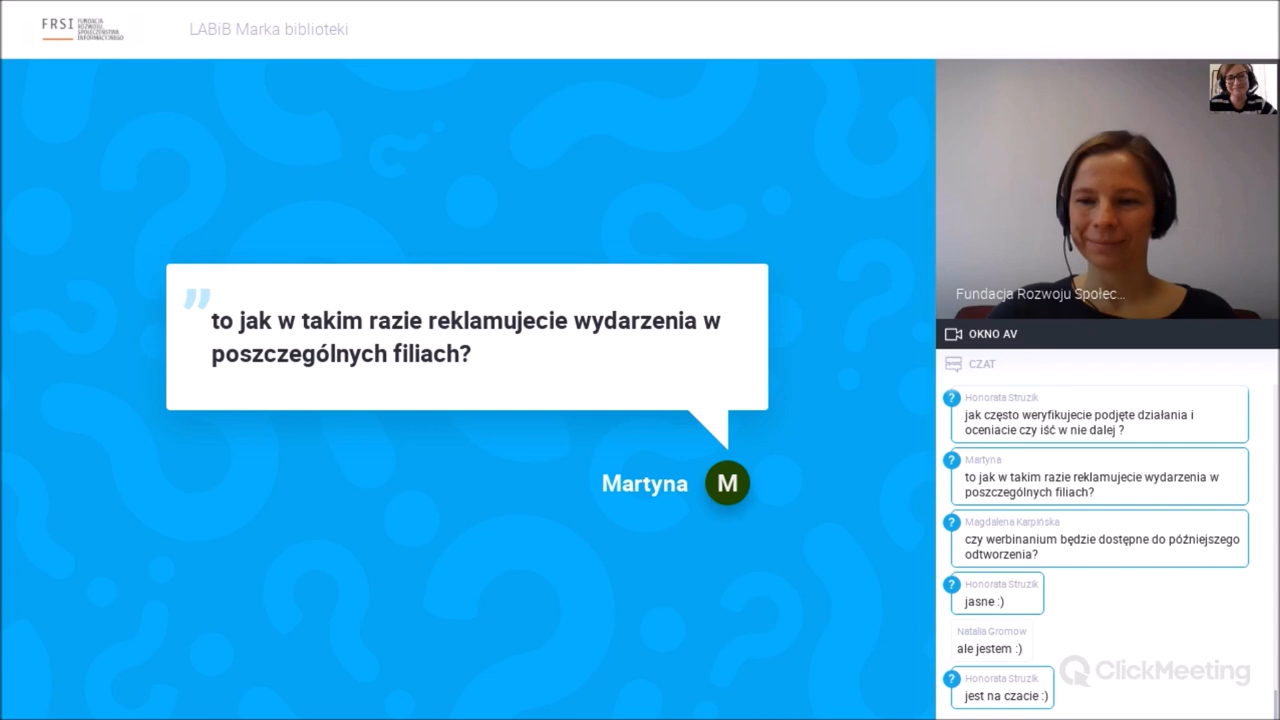 FRSI
FUNDACJA
ROZWOJU
SPOŁECZEŃSTWA
INFORMACYJNEGO
LABiB Marka biblioteki
to jak w takim razie reklamujecie wydarzenia w
poszczególnych filiach?
Martyna
M
Fundacja Rozwoju Społec...
OKNO AV
CZAT
?
Honorata Struzik
jak często weryfikujecie podjęte działania i
oceniacie czy iść w nie dalej ?
?
Martyna
to jak w takim razie reklamujecie wydarzenia w
poszczególnych filiach?
?
Magdalena Karpińska
czy werbinanium będzie dostępne do późniejszego
odtworzenia?
?
Honorata Struzik
jasne :)
Natalia Gromow
ale jestem :)
?
Honorata Struzik
jest na czacie :)
ClickMeeting